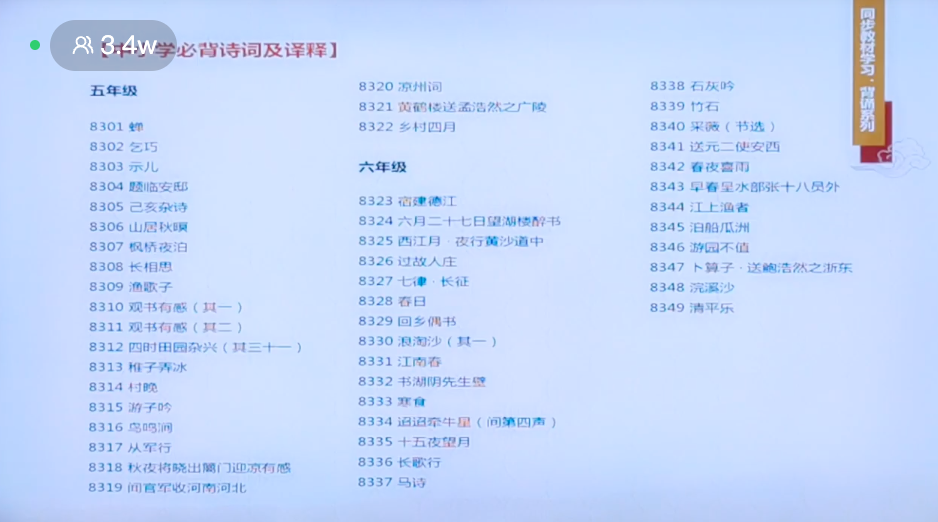 3.4w
【中小学必背诗词及译释】
五年级
8301 蝉
8302 乞巧
8303 示儿
8304 题临安邸
8305 己亥杂诗
8306 山居秋暝
8307 枫桥夜泊
8308 长相思
8309 渔歌子
8310 观书有感（其一）
8311 观书有感（其二）
8312 四时田园杂兴（其三十一）
8313 稚子弄冰
8314 村晚
8315 游子吟
8316 鸟鸣涧
8317 从军行
8318 秋夜将晓出篱门迎凉有感
8319 闻官军收河南河北
8320 凉州词
8321 黄鹤楼送孟浩然之广陵
8322 乡村四月
六年级
8323 宿建德江
8324 六月二十七日望湖楼醉书
8325 西江月·夜行黄沙道中
8326 过故人庄
8327 七律·长征
8328 春日
8329 回乡偶书
8330 浪淘沙（其一）
8331 江南春
8332 书湖阴先生壁
8333 寒食
8334 迢迢牵牛星（间第四声）
8335 十五夜望月
8336 长歌行
8337 马诗
8338 石灰吟
8339 竹石
8340 采薇（节选）
8341 送元二使安西
8342 春夜喜雨
8343 早春呈水部张十八员外
8344 江上渔者
8345 泊船瓜洲
8346 游园不值
8347 卜算子·送鲍浩然之浙东
8348 浣溪沙
8349 清平乐
同步教材学习：背诵系列